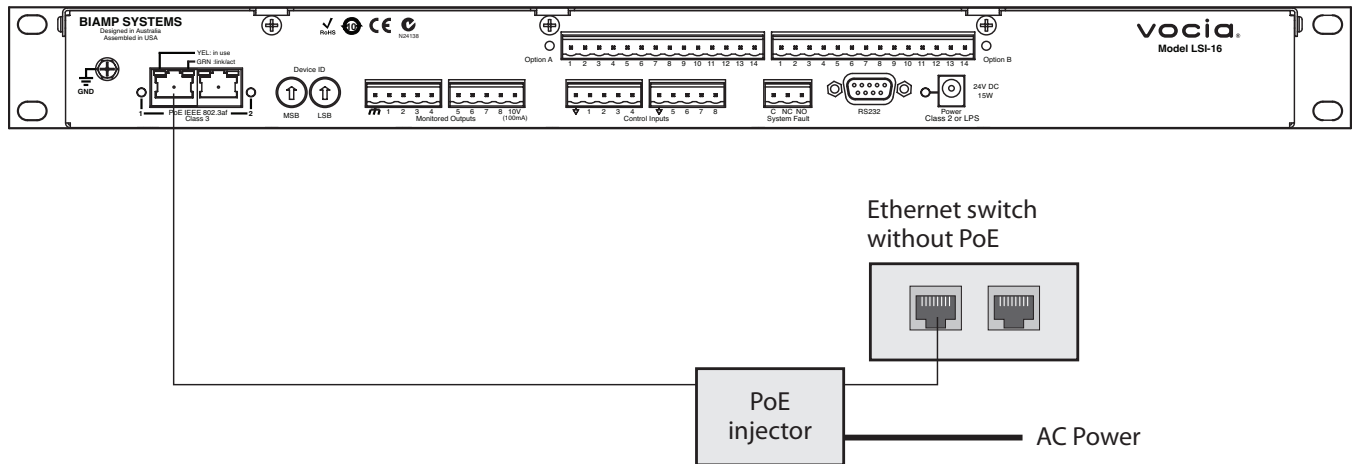 BIAMP SYSTEMS
Designed in Australia
Assembled in USA
GND
YEL: in use
GRN :link/act
1
PoE IEEE 802.3af
2
Class 3
Device ID
MSB LSB
RoHS
10
CE
N24138
1 2 3 4
5 6 7 8 10V
(100mA)
Monitored Outputs
Option A
1 2 3 4 5 6 7 8 9 10 11 12 13 14
1 2 3 4
5 6 7 8
Control Inputs
1 2 3 4 5 6 7 8 9 10 11 12 13 14
Option B
C NC NO
System Fault
RS232
24V DC
15W
Power
Class 2 or LPS
vocia®
Model LSI-16
Ethernet switch
without PoE
PoE
injector
AC Power